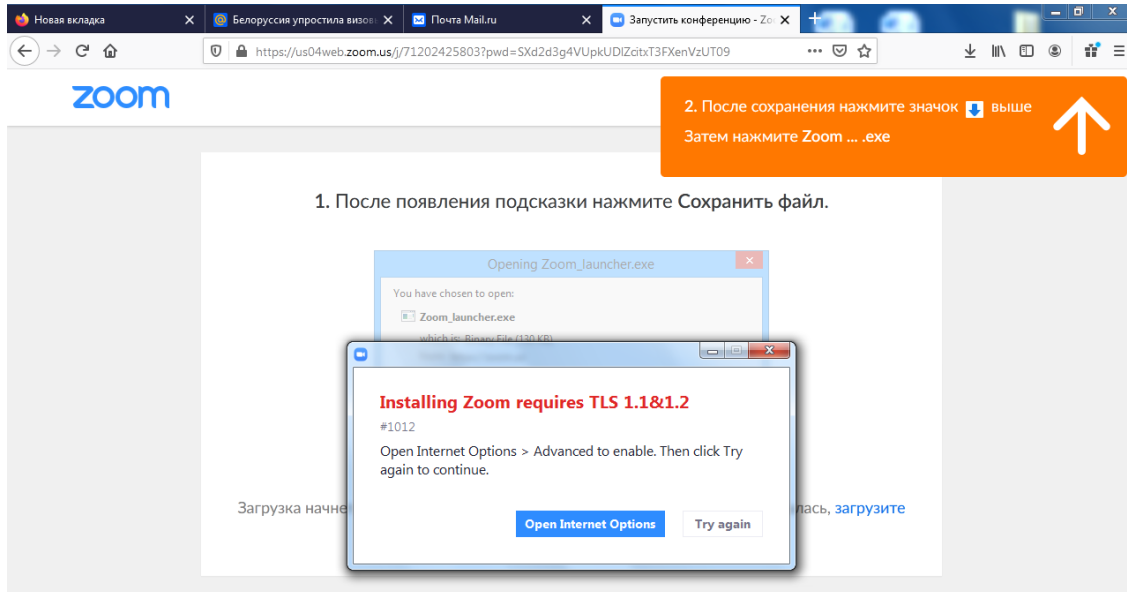 Новая вкладка
Белоруссия упростила визов
Почта Mail.ru
Запустить конференцию - Zo
https://us04web.zoom.us/j/71202425803?pwd=SXd2d3g4VUpkUDlZcitxT3FXenVzUT09
zoom
2. После сохранения нажмите значок выше
Затем нажмите Zoom ... .exe
1. После появления подсказки нажмите Сохранить файл.
Opening Zoom_launcher.exe
You have chosen to open:
Zoom_launcher.exe
which is: Binary File (130 KB)
Installing Zoom requires TLS 1.1&1.2
#1012
Open Internet Options > Advanced to enable. Then click Try
again to continue.
Загрузка начне лась, загрузите
Open Internet Options Try again